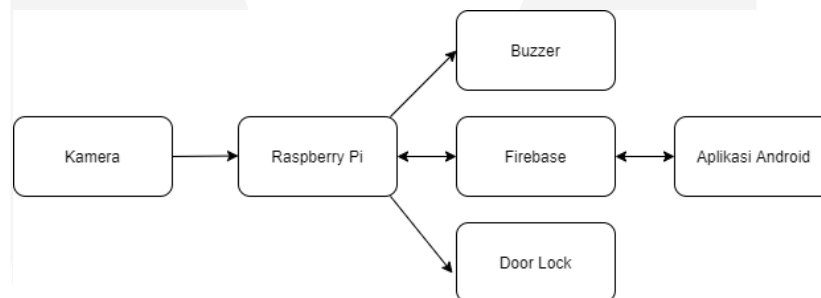 Buzzer
Kamera
Raspberry Pi
Firebase
Aplikasi Android
Door Lock